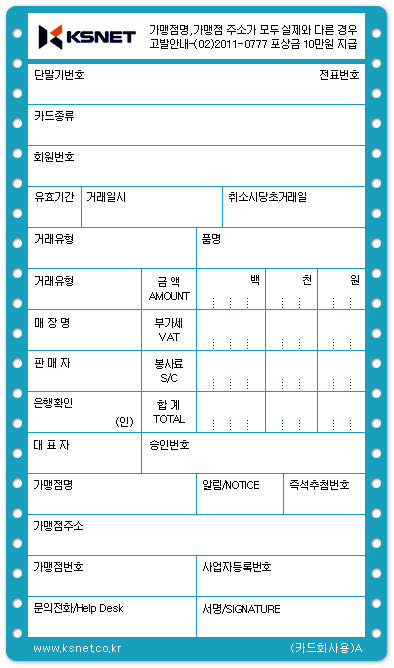 KSNET
가맹점명,가맹점 주소가 모두 실제와 다른 경우
고발안내-(02)2011-0777 포상금 10만원 지급
단말기번호 전표번호
카드종류
회원번호
유효기간 거래일시 취소시당초거래일
거래유형 품명
거래유형 금 액 백 천 원
AMOUNT
매 장 명 부가세
VAT
판 매 자 봉사료
S/C
은행확인 합 계
(인) TOTAL
대 표 자 승인번호
가맹점명 알림/NOTICE 즉석추첨번호
가맹점주소
가맹점번호 사업자등록번호
문의전화/Help Desk 서명/SIGNATURE
www.ksnet.co.kr (카드회사용)A